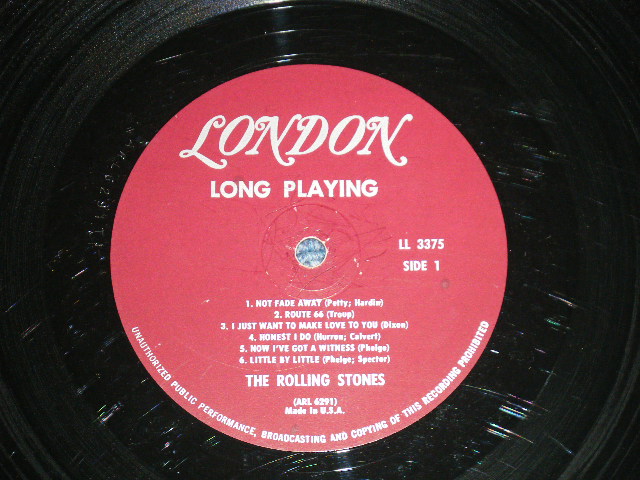 LONDON
LONG PLAYING
LL 3375
SIDE 1
1. NOT FADE AWAY (Petty; Hardin)
2. ROUTE 66 (Troup)
3. I JUST WANT TO MAKE LOVE TO YOU (Dixon)
4. HONEST I DO (Hurran; Calvert)
5. NOW I'VE GOT A WITNESS (Phelge)
6. LITTLE BY LITTLE (Phelge; Spector)
THE ROLLING STONES
(ARL 6291)
Made in U.S.A.
UNAUTHORIZED PUBLIC PERFORMANCE, BROADCASTING AND COPYING OF THIS RECORDING PROHIBITED